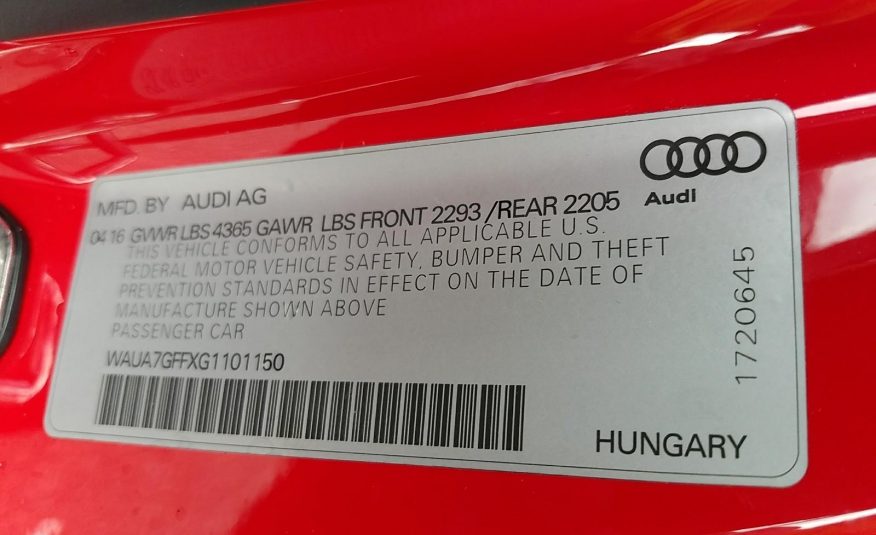 Audi
MFD. BY AUDI AG
04 16 GVWR LBS 4365 GAWR LBS FRONT 2293 /REAR 2205
THIS VEHICLE CONFORMS TO ALL APPLICABLE U.S.
FEDERAL MOTOR VEHICLE SAFETY, BUMPER AND THEFT
PREVENTION STANDARDS IN EFFECT ON THE DATE OF
MANUFACTURE SHOWN ABOVE
PASSENGER CAR
WAUA7GFFXG1101150
1720645
HUNGARY